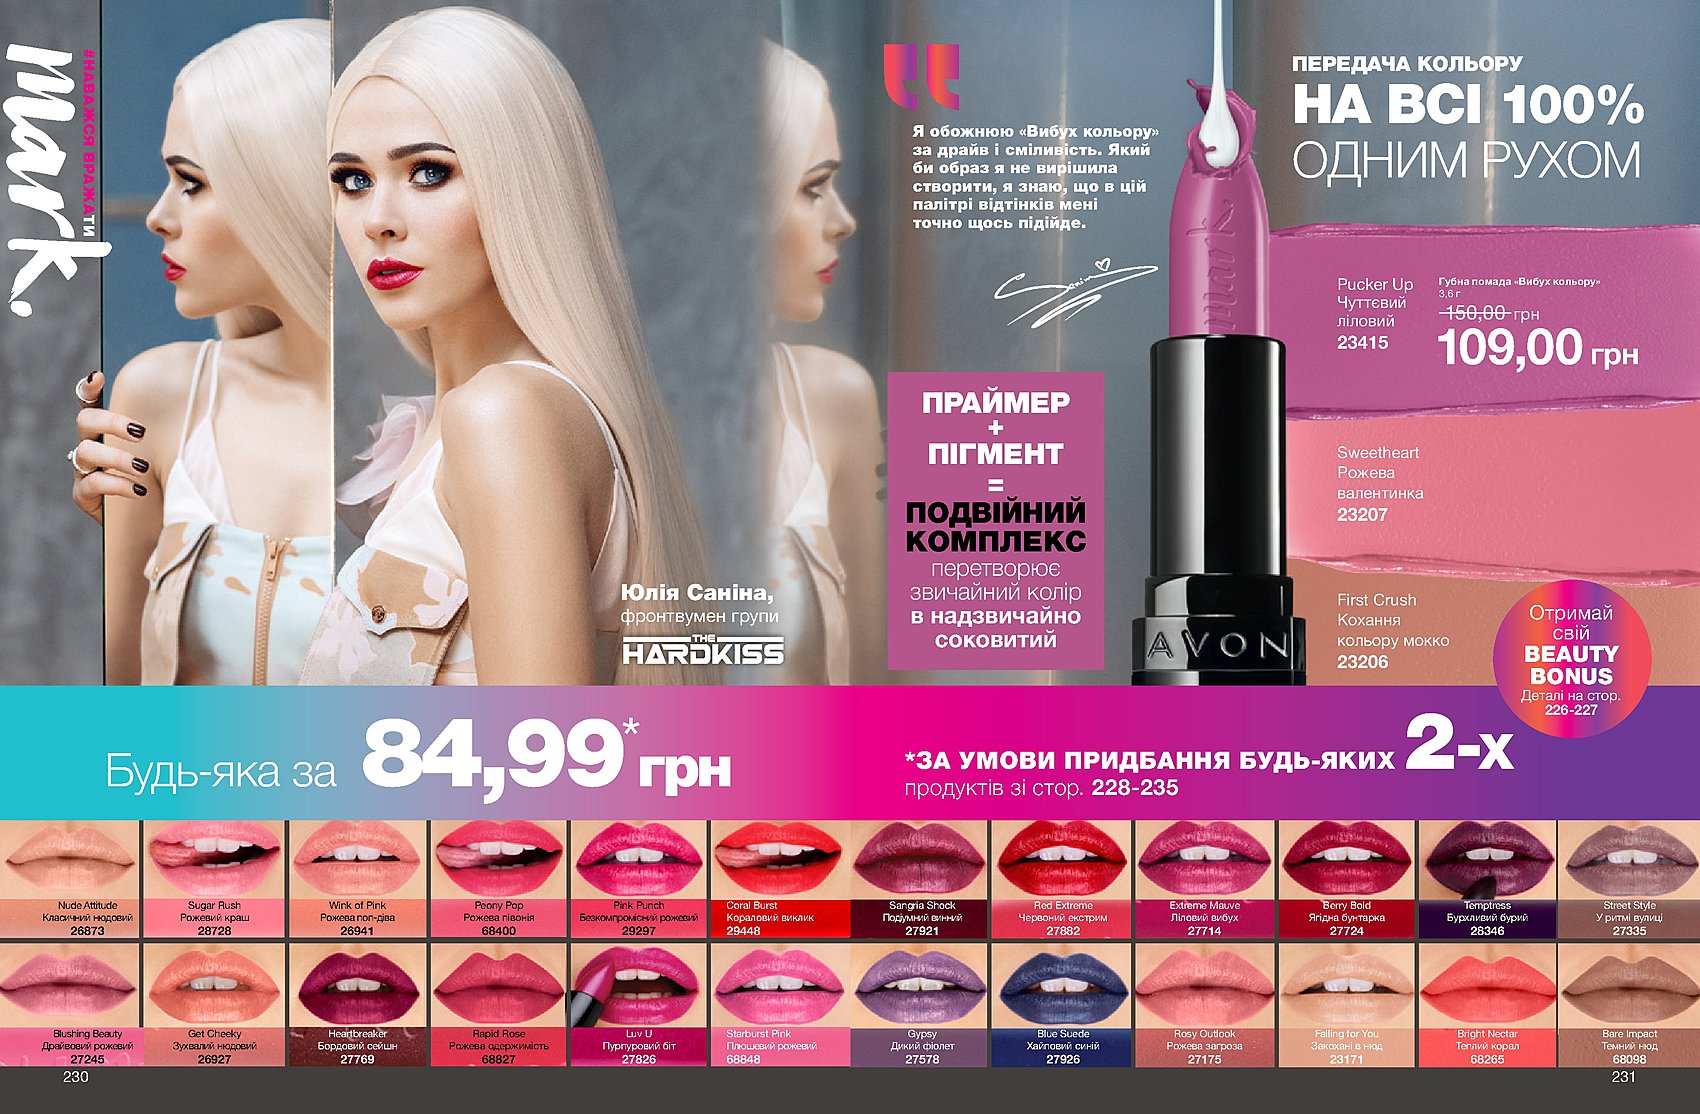 mark.
#НАВАЖСЯ ВРАЖАТИ
Я обожнюю «Вибух кольору»
за драйв і сміливість. Який
би образ я не вирішила
створити, я знаю, що в цій
палітрі відтінків мені
точно щось підійде.
ПЕРЕДАЧА КОЛЬОРУ
НА ВСІ 100%
ОДНИМ РУХОМ
mark.
Pucker Up
Чуттєвий
ліловий
23415
Губна помада «Вибух кольору»
3,6 г
150,00 грн
109,00 грн
ПРАЙМЕР
+
ПІГМЕНТ
=
ПОДВІЙНИЙ
КОМПЛЕКС
перетворює
звичайний колір
в надзвичайно
соковитий
Sweetheart
Рожева
валентинка
23207
First Crush
Кохання
кольору мокко
23206
AVON
Юлія Саніна,
фронтвумен групи
THE
HARDKISS
Отримай
свій
BEAUTY
BONUS
Деталі на стор.
226-227
Будь-яка за 84,99* грн
*ЗА УМОВИ ПРИДБАННЯ БУДЬ-ЯКИХ 2-х
продуктів зі стор. 228-235
Nude Attitude
Класичний нюдовий
26873
Sugar Rush
Рожевий краш
28728
Wink of Pink
Рожева поп-діва
26941
Peony Pop
Рожева півонія
68400
Pink Punch
Безкомпромісний рожевий
29297
Coral Burst
Кораловий виклик
29448
Sangria Shock
Подіумний винний
27921
Red Extreme
Червоний екстрим
27882
Extreme Mauve
Ліловий вибух
27714
Berry Bold
Ягідна бунтарка
27724
Temptress
Бурхливий бурий
28346
Street Style
У ритмі вулиці
27335
Blushing Beauty
Драйвовий рожевий
27245
Get Cheeky
Зухвалий нюдовий
26927
Heartbreaker
Бордовий сейшн
27769
Rapid Rose
Рожева одержимість
68827
Luv U
Пурпуровий біт
27826
Starburst Pink
Плюшевий рожевий
68848
Gypsy
Дикий фіолет
27578
Blue Suede
Хайповий синій
27926
Rosy Outlook
Рожева загроза
27175
Falling for You
Закохані в нюд
23171
Bright Nectar
Теплий корал
68265
Bare Impact
Темний нюд
68098
230
231